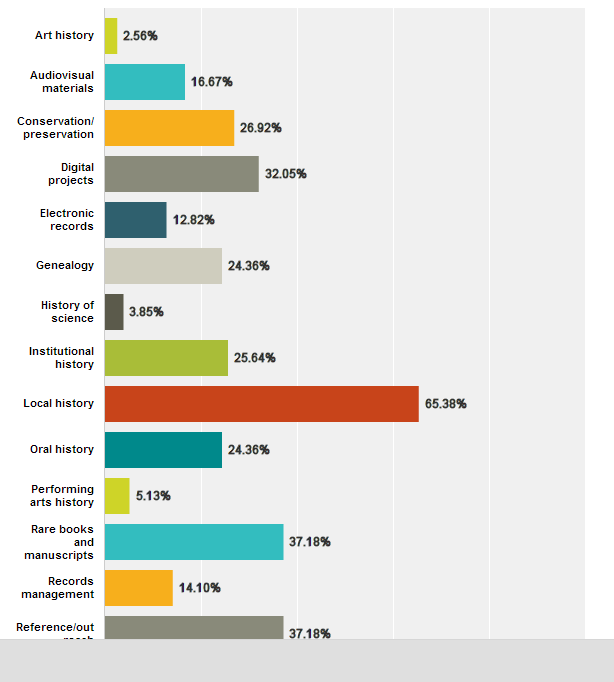 Art history
2.56%
Audiovisual
materials
16.67%
Conservation/
preservation
26.92%
Digital
projects
32.05%
Electronic
records
12.82%
Genealogy
24.36%
History of
science
3.85%
Institutional
history
25.64%
Local history
65.38%
Oral history
24.36%
Performing
arts history
5.13%
Rare books
and
manuscripts
37.18%
Records
management
14.10%
Reference/out
37.18%